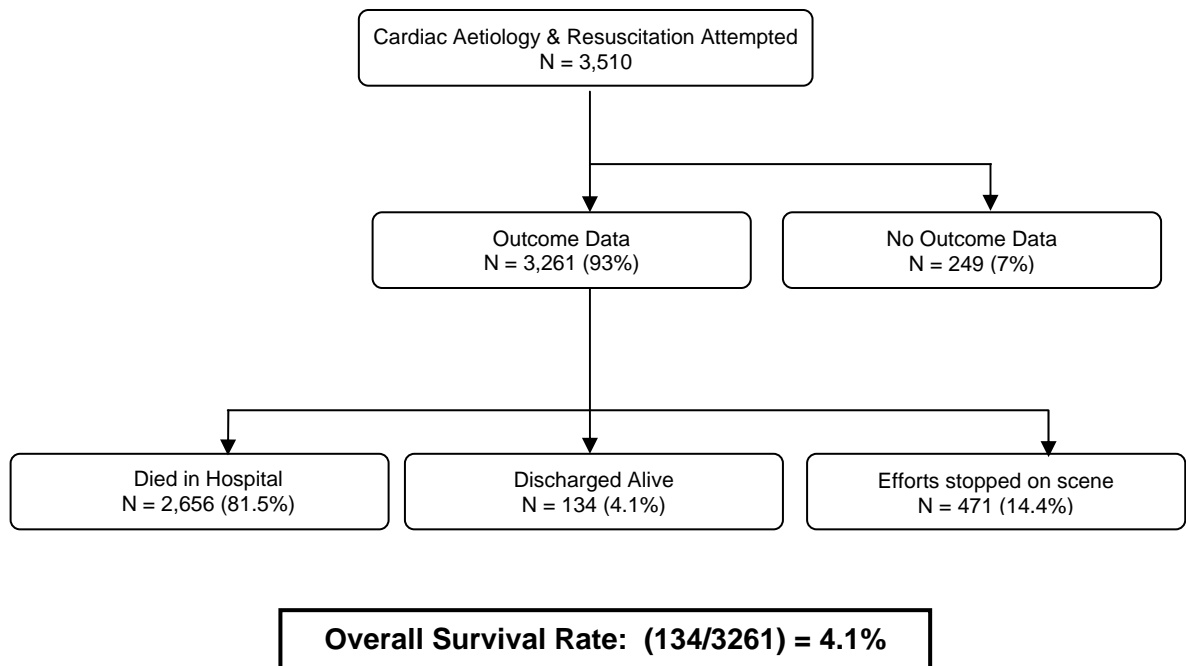 Cardiac Aetiology & Resuscitation Attempted
N = 3,510
Outcome Data
N = 3,261 (93%)
No Outcome Data
N = 249 (7%)
Died in Hospital
N = 2,656 (81.5%)
Discharged Alive
N = 134 (4.1%)
Efforts stopped on scene
N = 471 (14.4%)
Overall Survival Rate:  (134/3261) = 4.1%